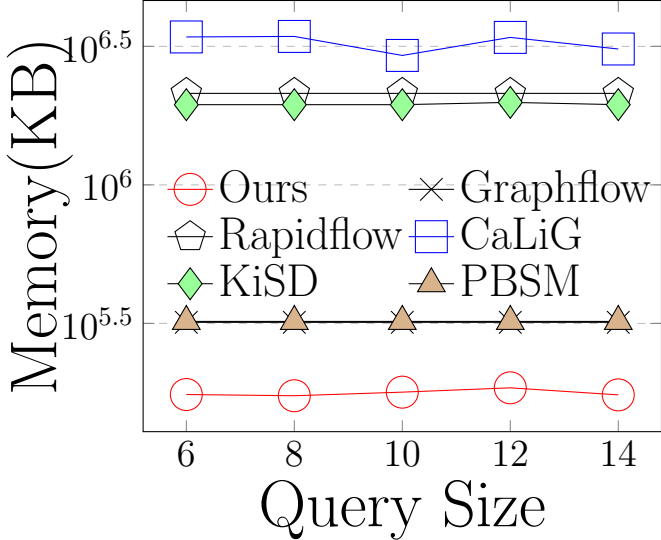 Memory(KB)
10^6.5
10^6
10^5.5
Ours
Graphflow
Rapidflow
CaLiG
KiSD
PBSM
6 8 10 12 14
Query Size